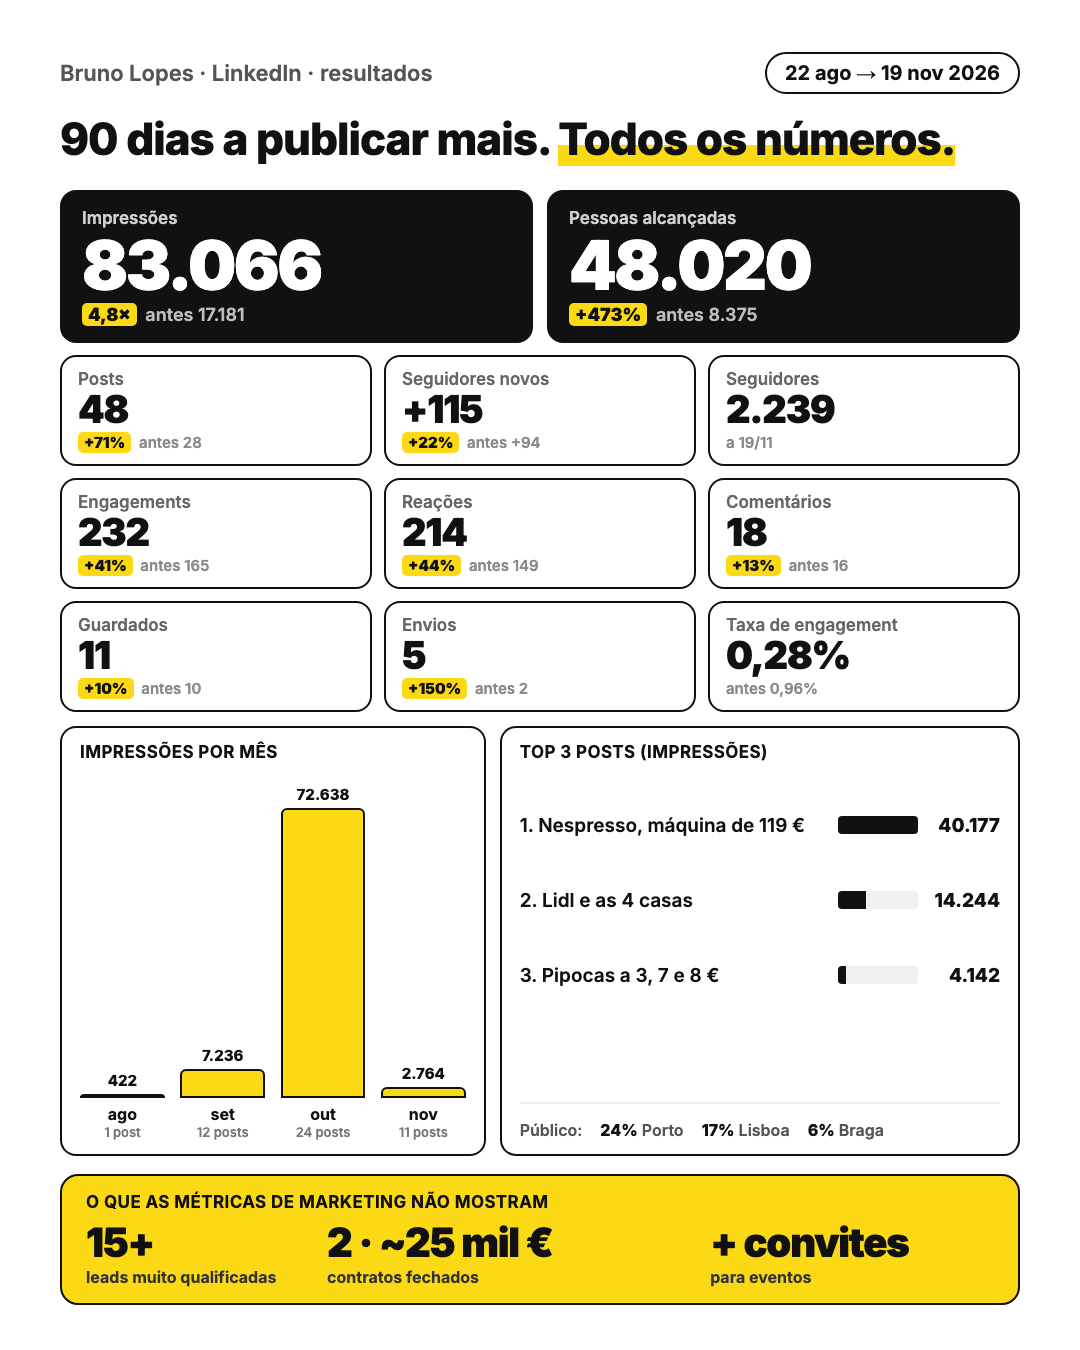 Bruno Lopes · LinkedIn · resultados
22 ago → 19 nov 2026
90 dias a publicar mais. Todos os números.
Impressões
83.066
4,8× antes 17.181
Pessoas alcançadas
48.020
+473% antes 8.375
Posts
48
+71% antes 28
Seguidores novos
+115
+22% antes +94
Seguidores
2.239
a 19/11
Engagements
232
+41% antes 165
Reações
214
+44% antes 149
Comentários
18
+13% antes 16
Guardados
11
+10% antes 10
Envios
5
+150% antes 2
Taxa de engagement
0,28%
antes 0,96%
IMPRESSÕES POR MÊS
422
7.236
72.638
2.764
ago
1 post
set
12 posts
out
24 posts
nov
11 posts
TOP 3 POSTS (IMPRESSÕES)
1. Nespresso, máquina de 119 € 40.177
2. Lidl e as 4 casas 14.244
3. Pipocas a 3, 7 e 8 € 4.142
Público: 24% Porto 17% Lisboa 6% Braga
O QUE AS MÉTRICAS DE MARKETING NÃO MOSTRAM
15+
leads muito qualificadas
2 · ~25 mil €
contratos fechados
+ convites
para eventos